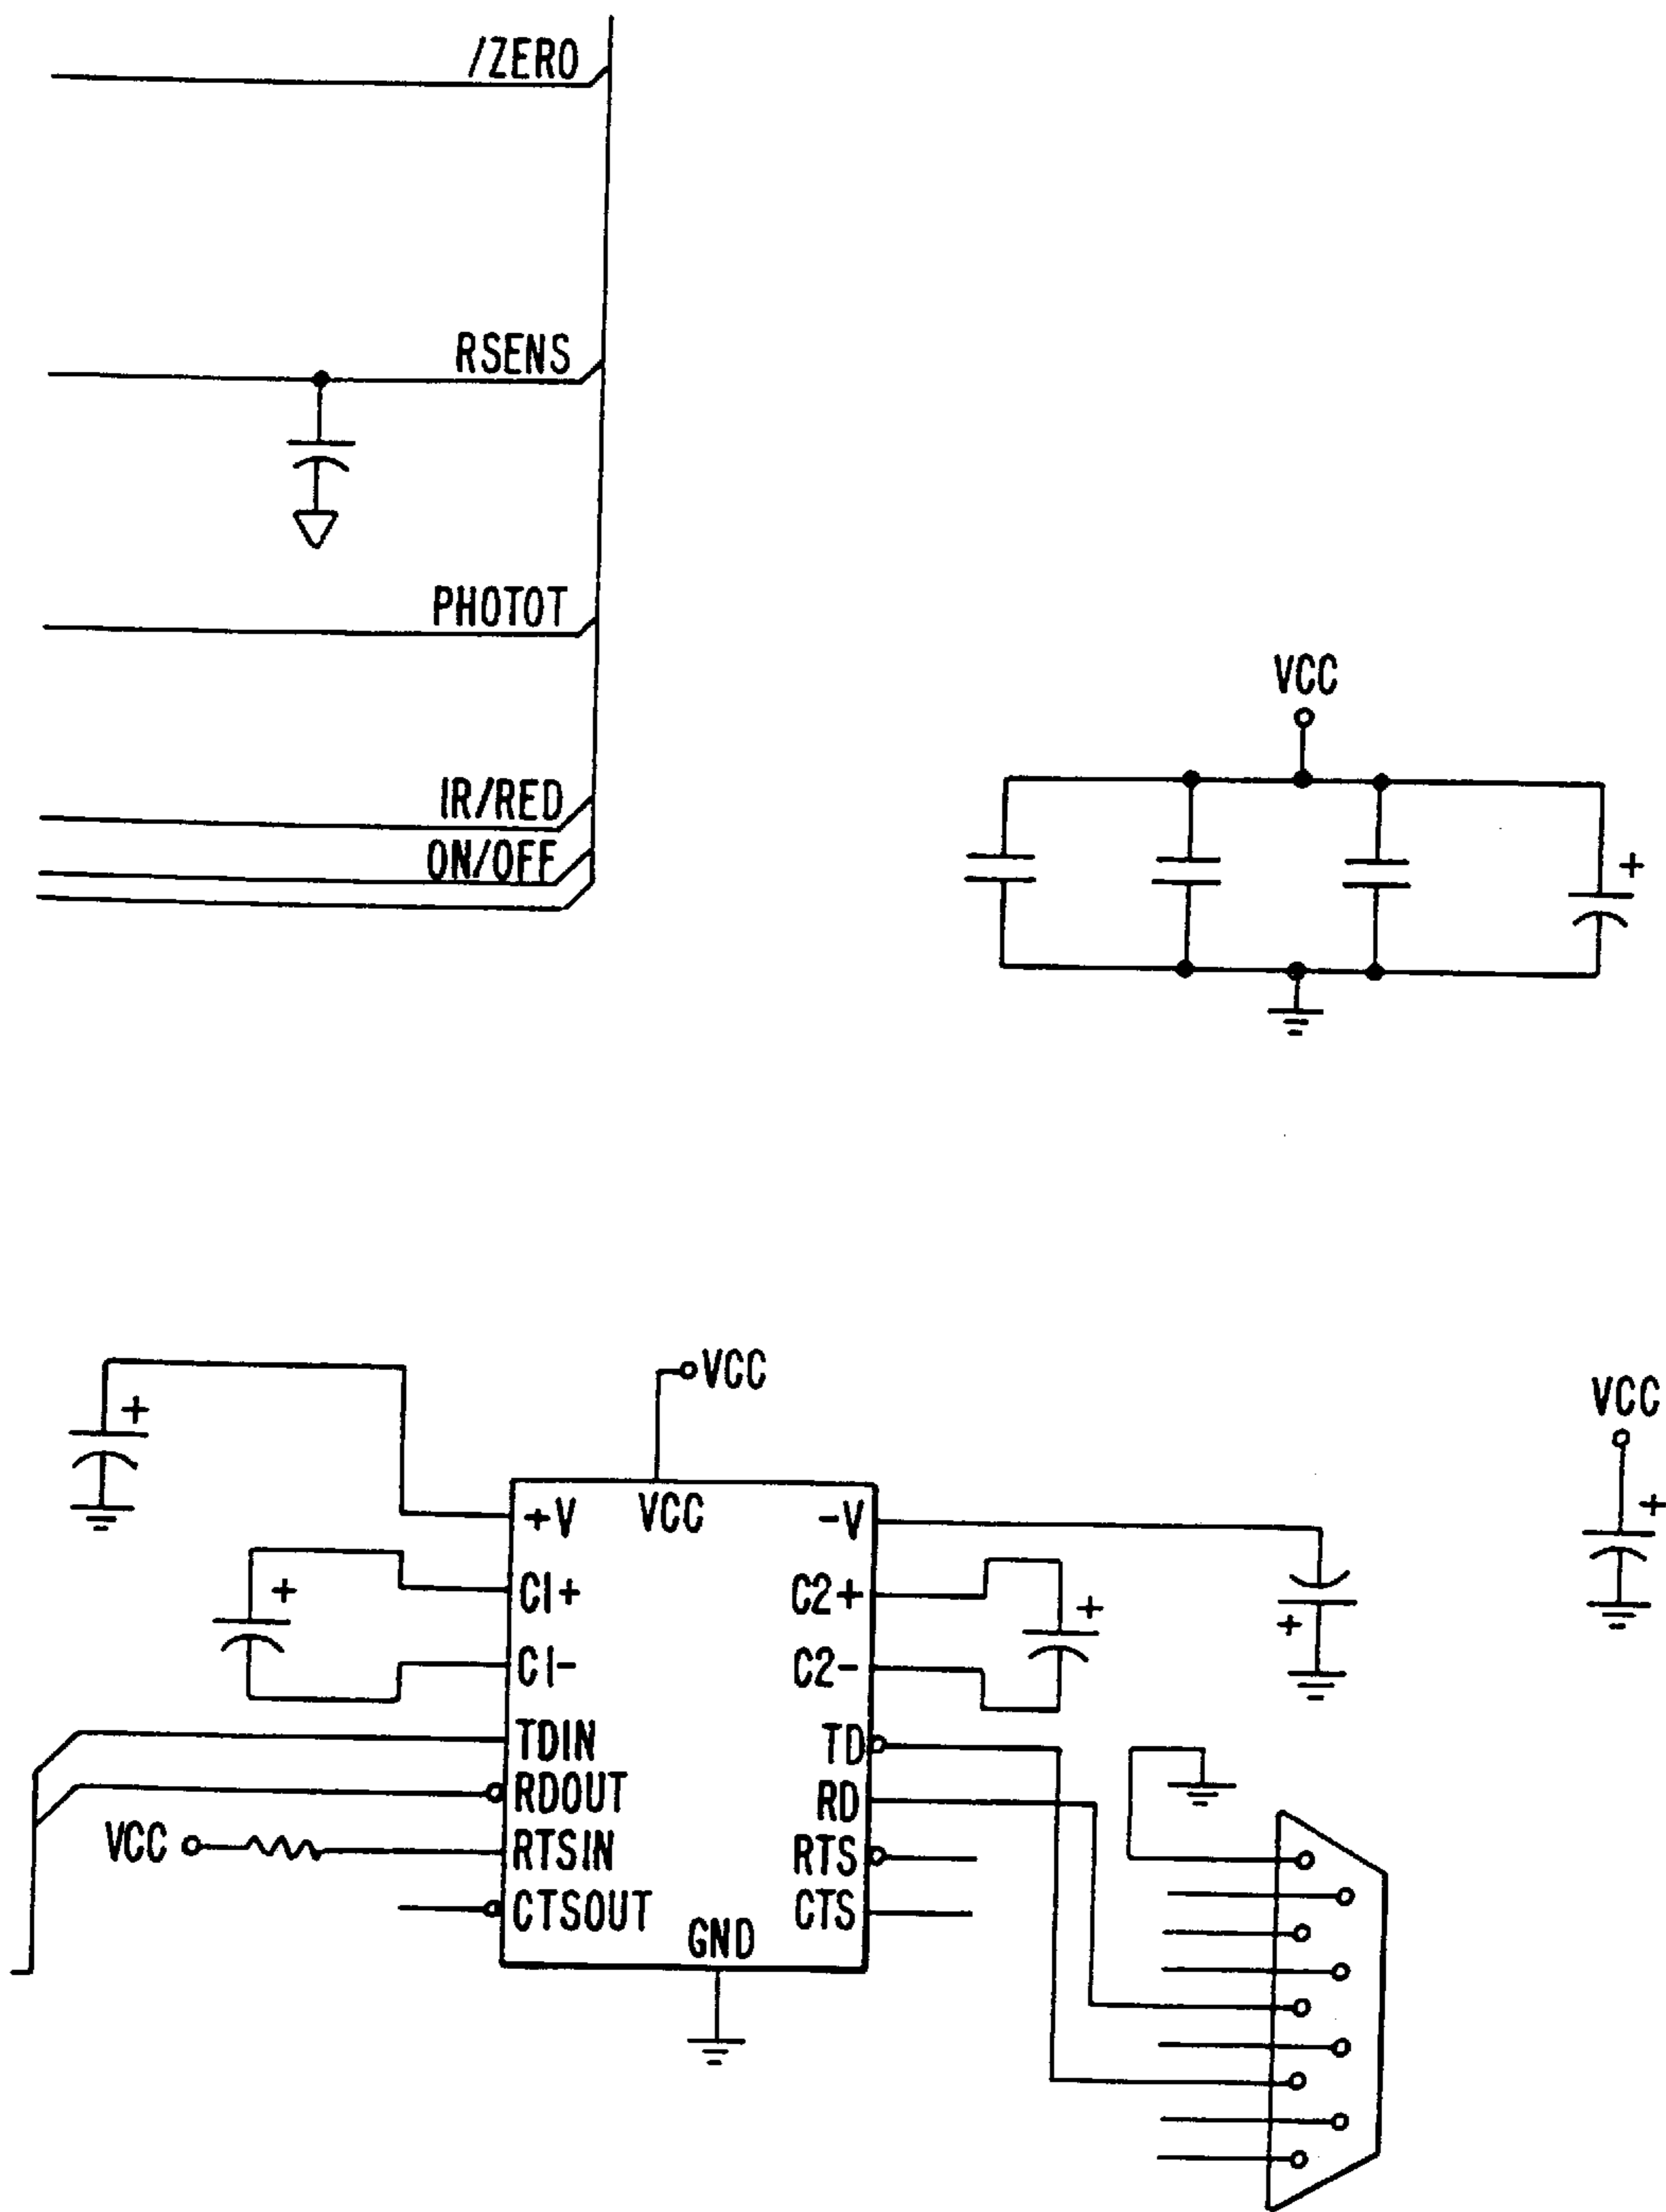 /ZERO
RSENS
PHOTOT
IR/RED
ON/OFF
VCC
+
VCC
VCC
+
+
+V
VCC
-V
C1+
C2+
+
+
+
C1-
C2-
TDIN
TD
RDOUT
RD
VCC
RTSIN
RTS
CTSOUT
CTS
GND